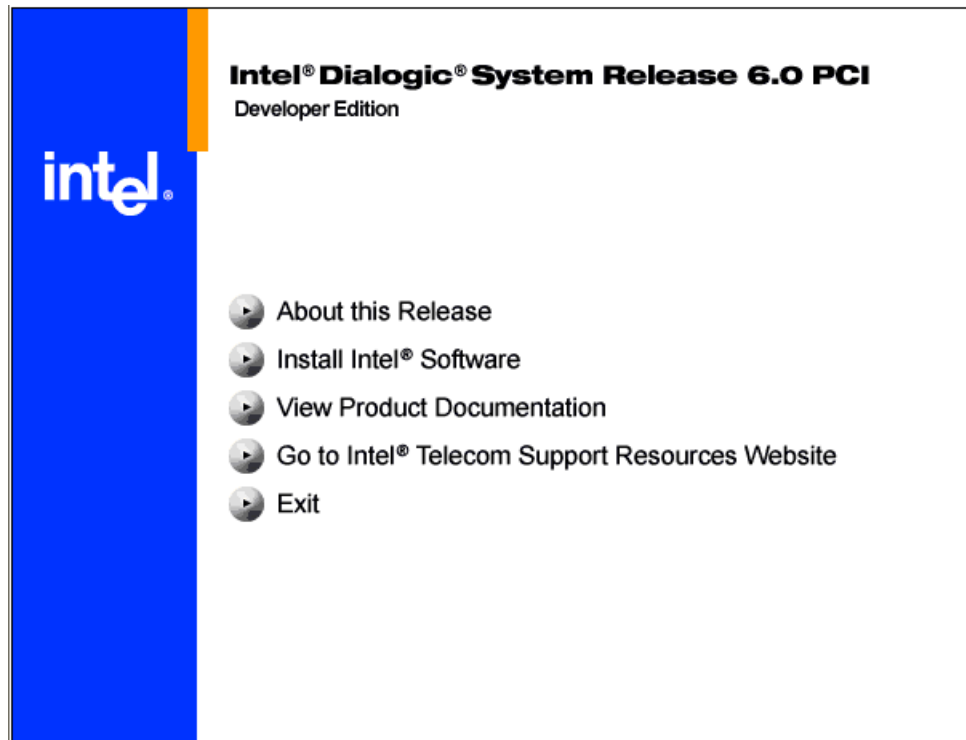 Intel® Dialogic® System Release 6.0 PCI
Developer Edition
intel®
About this Release
Install Intel® Software
View Product Documentation
Go to Intel® Telecom Support Resources Website
Exit